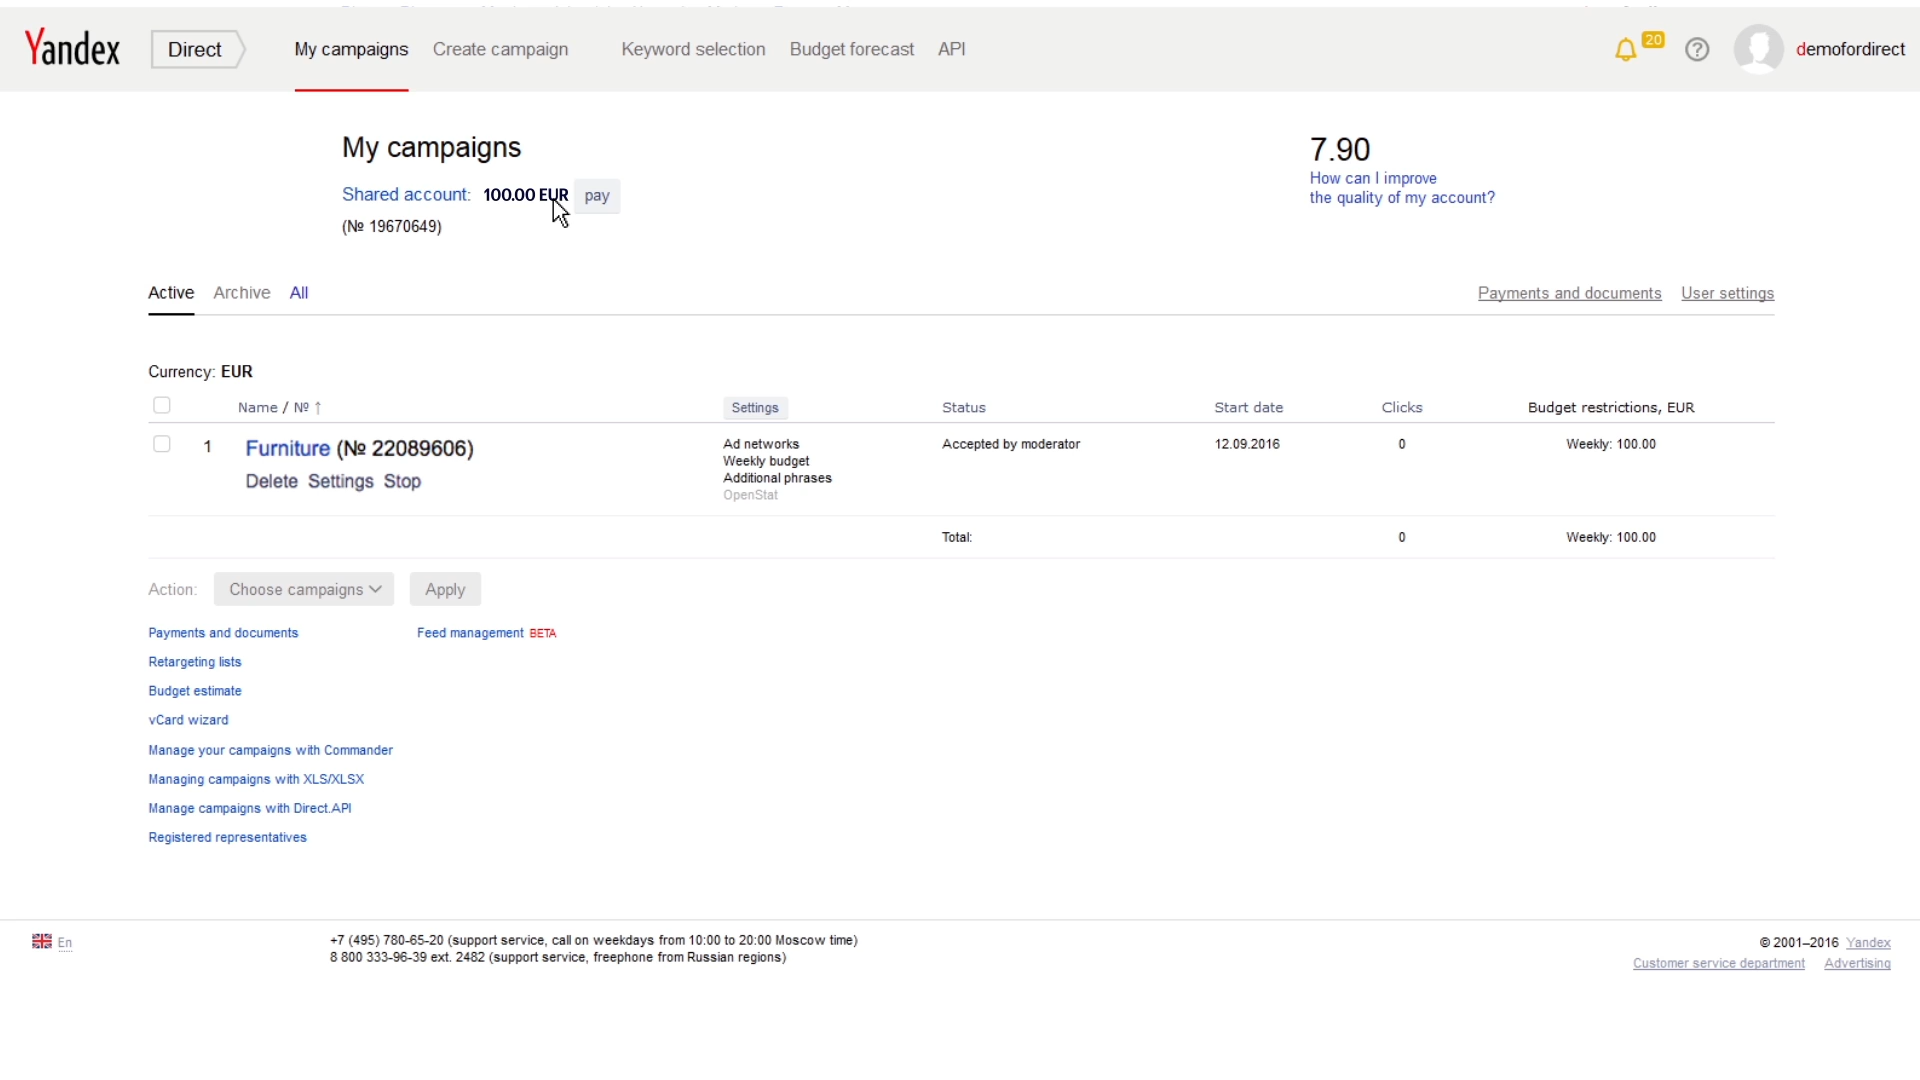 Yandex Direct My campaigns Create campaign Keyword selection Budget forecast API 20 ? demofordirect
My campaigns
Shared account: 100.00 EUR pay
(№ 19670649)
7.90
How can I improve
the quality of my account?
Active Archive All Payments and documents User settings
Currency: EUR
Name / № ↑ Settings Status Start date Clicks Budget restrictions, EUR
1 Furniture (№ 22089606) Ad networks Accepted by moderator 12.09.2016 0 Weekly: 100.00
Weekly budget
Delete Settings Stop Additional phrases
OpenStat
Total: 0 Weekly: 100.00
Action: Choose campaigns Apply
Payments and documents Feed management BETA
Retargeting lists
Budget estimate
vCard wizard
Manage your campaigns with Commander
Managing campaigns with XLS/XLSX
Manage campaigns with Direct.API
Registered representatives
En +7 (495) 780-65-20 (support service, call on weekdays from 10:00 to 20:00 Moscow time) © 2001–2016 Yandex
8 800 333-96-39 ext. 2482 (support service, freephone from Russian regions) Customer service department Advertising